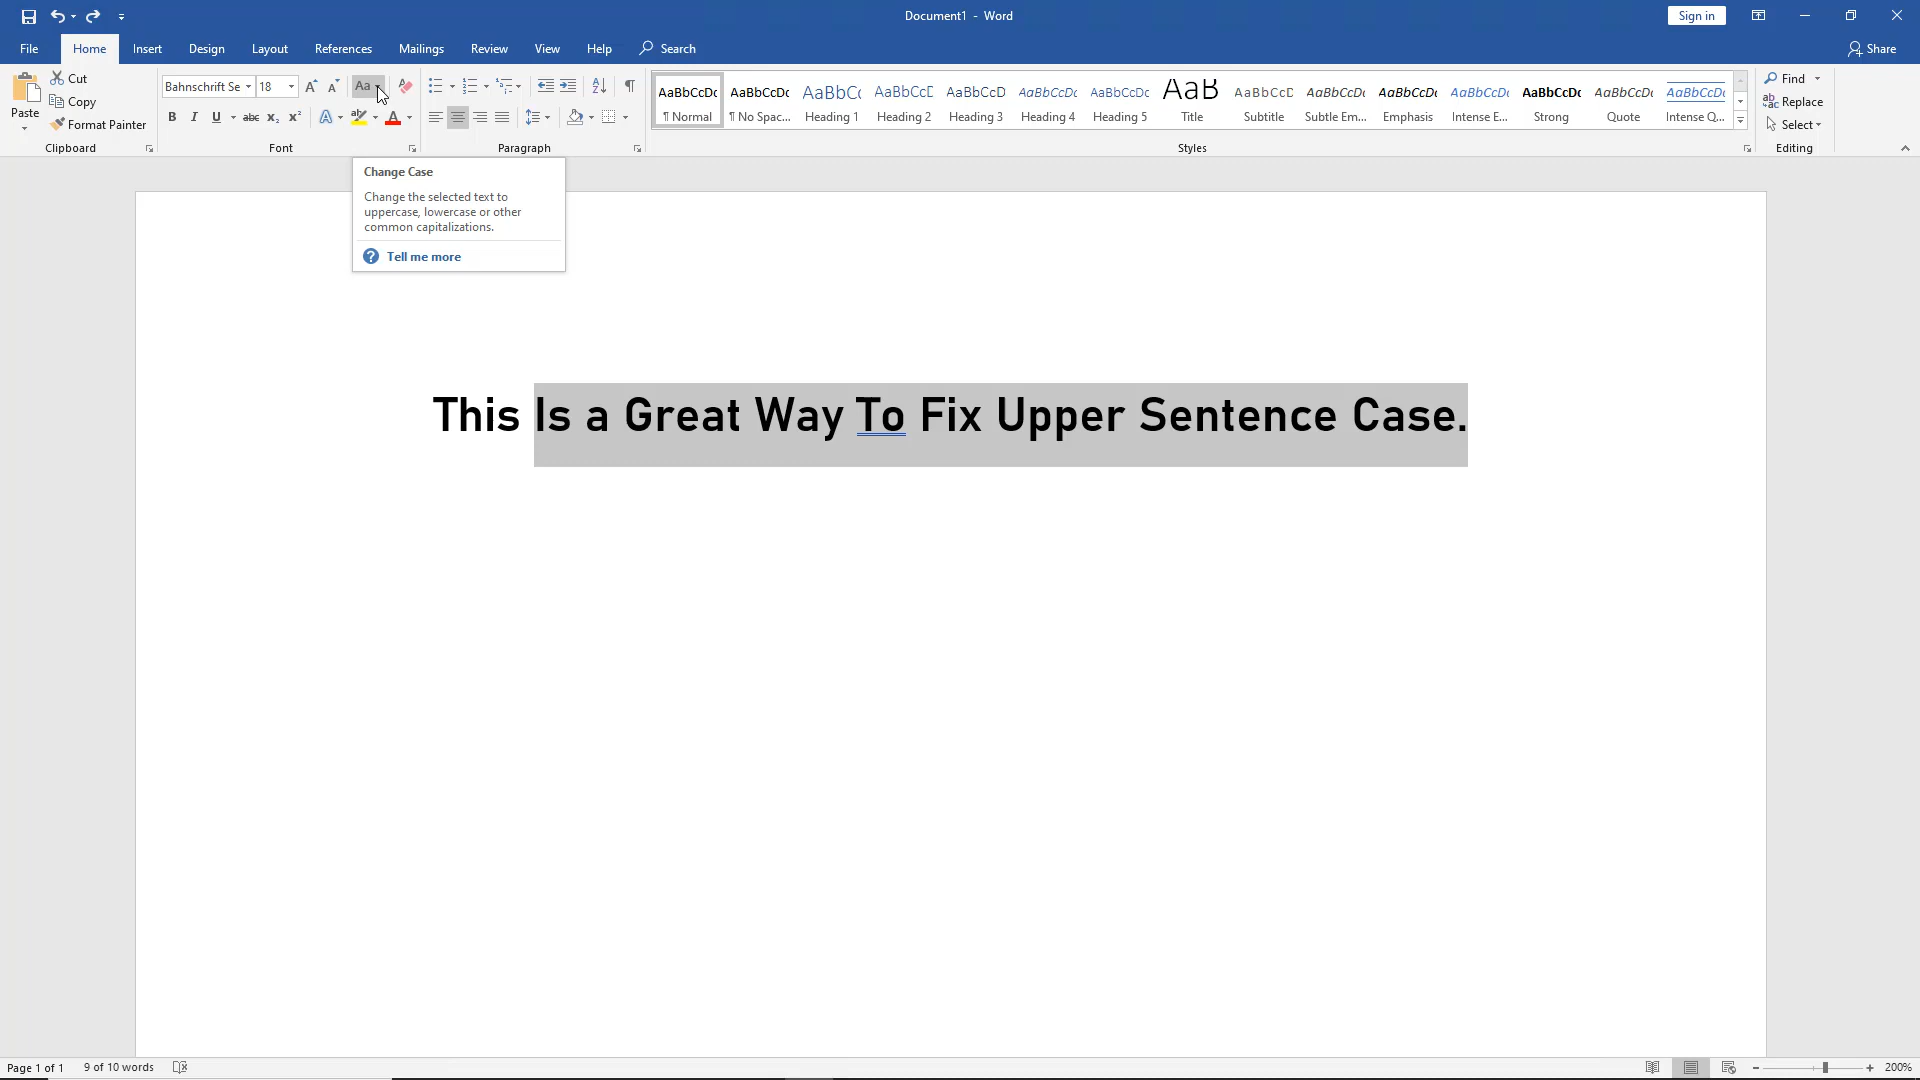 Document1 - Word
Sign in
File Home Insert Design Layout References Mailings Review View Help Search Share
Paste
Cut
Copy
Format Painter
Clipboard
Bahnschrift Se 18 Aa
B I U abc x₂ x² A ab A
Font
Paragraph
AaBbCcDc AaBbCcDc AaBbCc AaBbCcE AaBbCcD AaBbCcDc AaBbCcDc AaB AaBbCcD AaBbCcDc AaBbCcDc AaBbCcDc AaBbCcDc AaBbCcDc AaBbCcDc
¶ Normal ¶ No Spac... Heading 1 Heading 2 Heading 3 Heading 4 Heading 5 Title Subtitle Subtle Em... Emphasis Intense E... Strong Quote Intense Q...
Styles
Find
Replace
Select
Editing
Change Case
Change the selected text to
uppercase, lowercase or other
common capitalizations.
Tell me more
This Is a Great Way To Fix Upper Sentence Case.
Page 1 of 1 9 of 10 words 200%